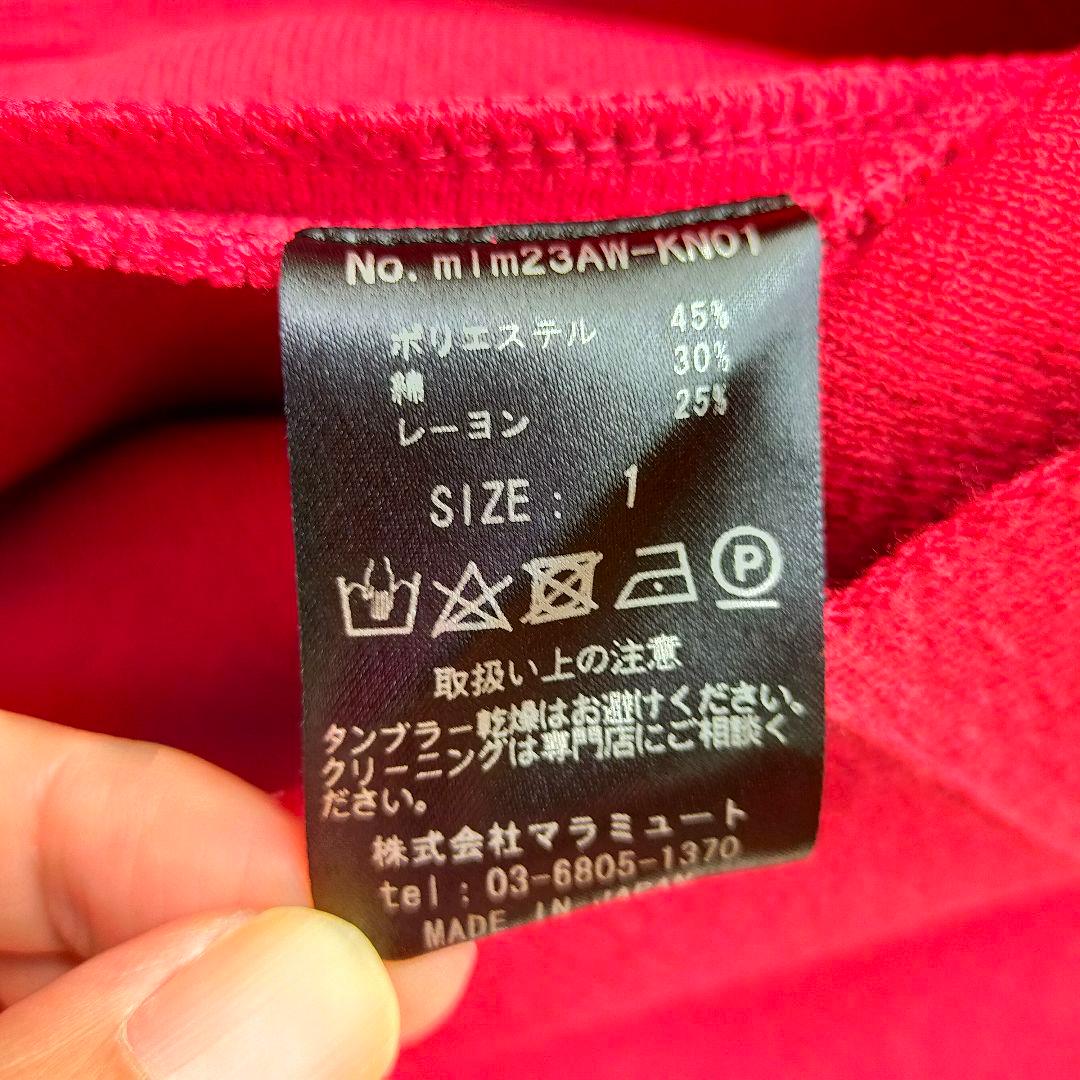 No. mlm23AW-KN01
ポリエステル 45%
綿 30%
レーヨン 25%
SIZE : 1
P
取扱い上の注意
タンブラー乾燥はお避けください。
クリーニングは専門店にご相談く
ださい。
株式会社マラミュート
tel : 03-6805-1370
MADE IN JAPAN